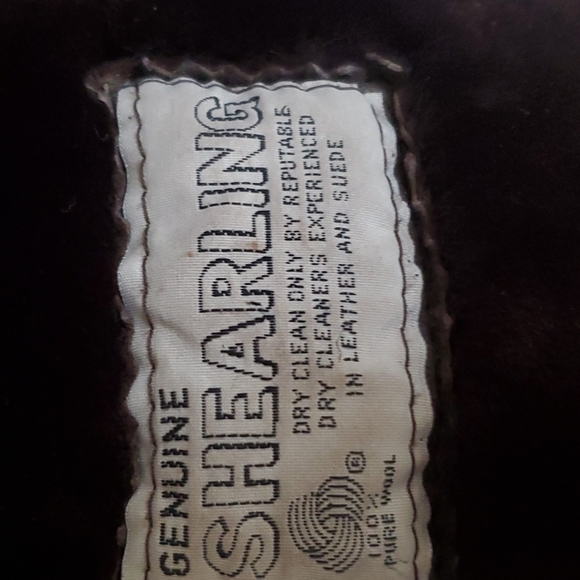 GENUINE
SHEARLING
DRY CLEAN ONLY BY REPUTABLE
DRY CLEANERS EXPERIENCED
IN LEATHER AND SUEDE
®
100%
PURE WOOL